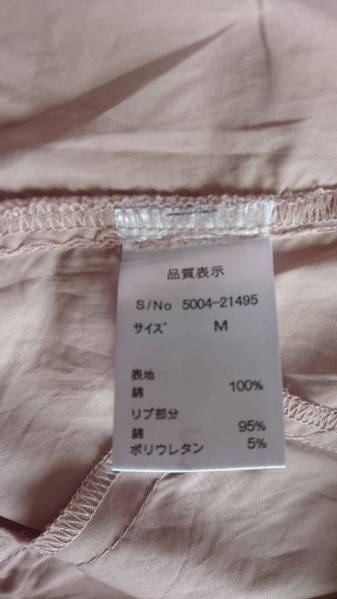 品質表示
S/No 5004-21495
サイズ M
表地
綿 100%
リブ部分
綿 95%
ポリウレタン 5%